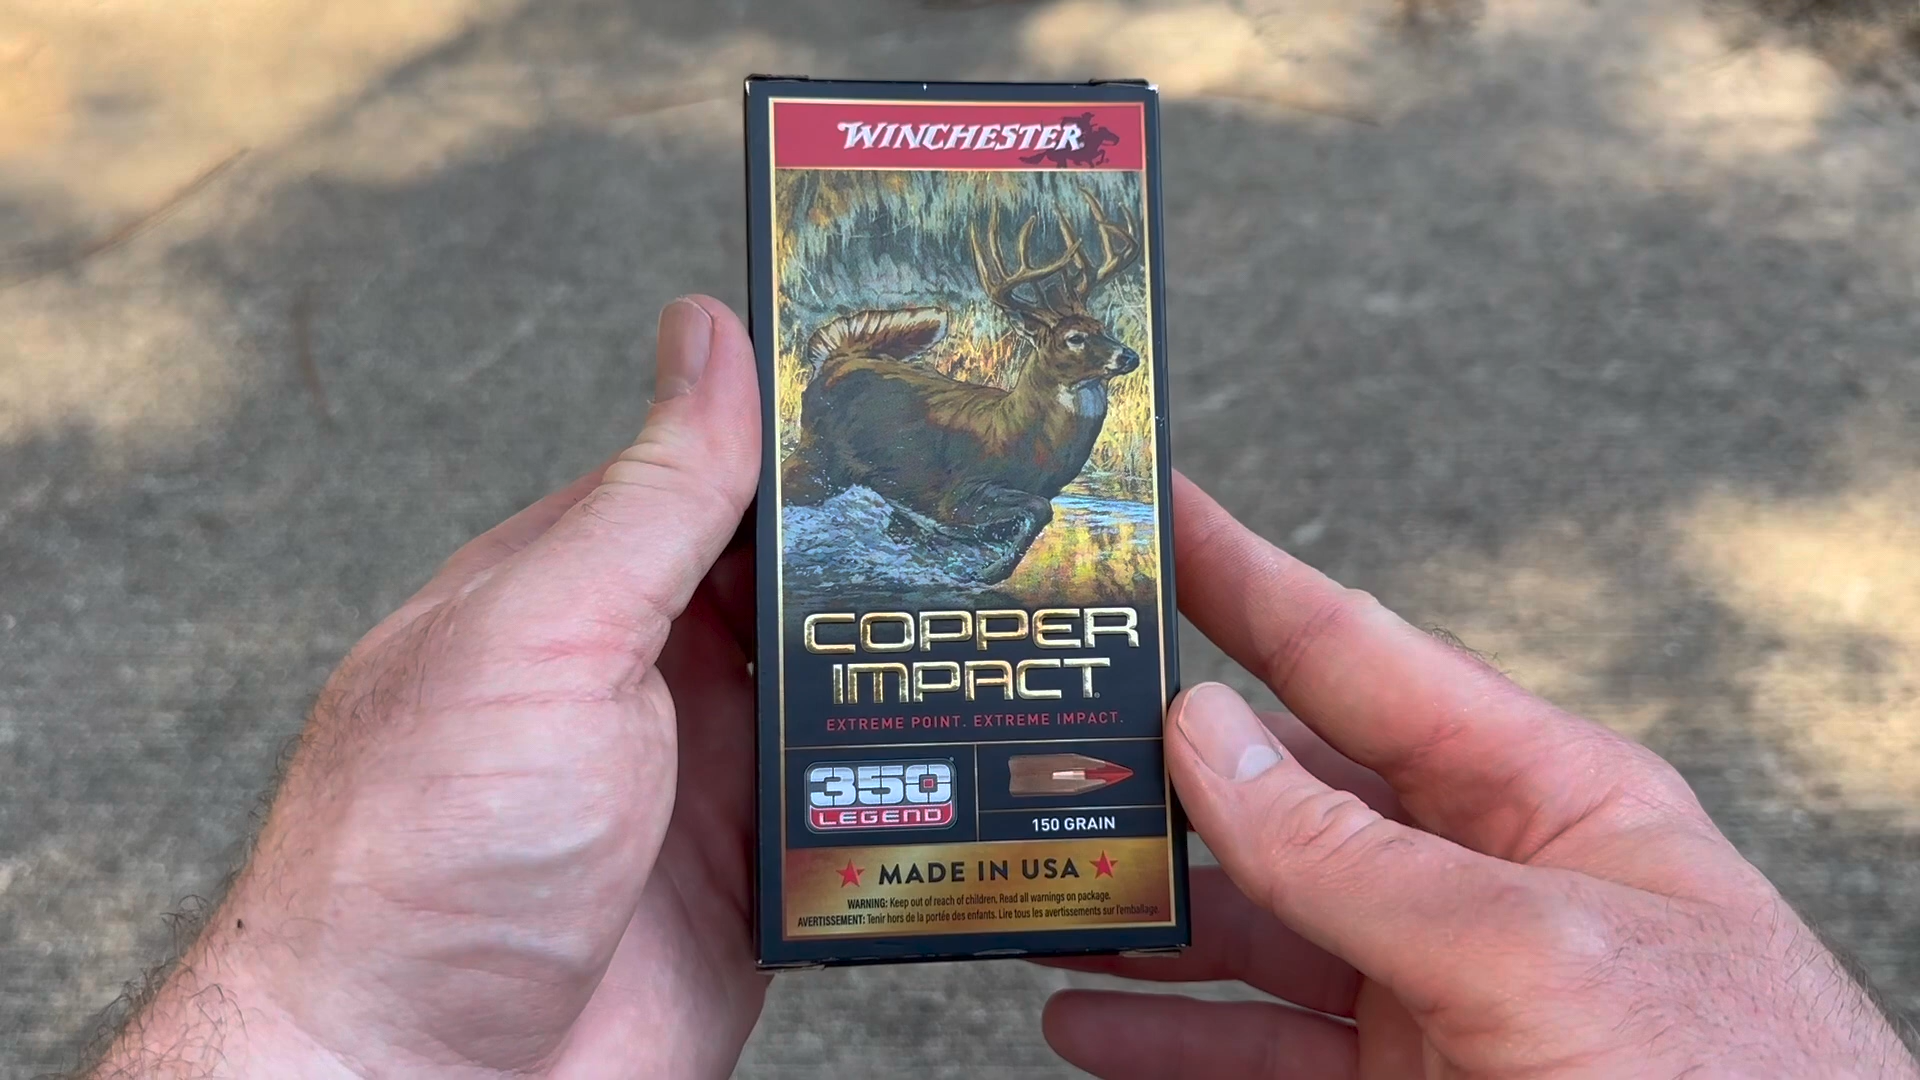 WINCHESTER
COPPER
IMPACT
EXTREME POINT. EXTREME IMPACT.
350
LEGEND
150 GRAIN
MADE IN USA
WARNING: Keep out of reach of children. Read all warnings on package.
AVERTISSEMENT: Tenir hors de la portée des enfants. Lire tous les avertissements sur l'emballage.